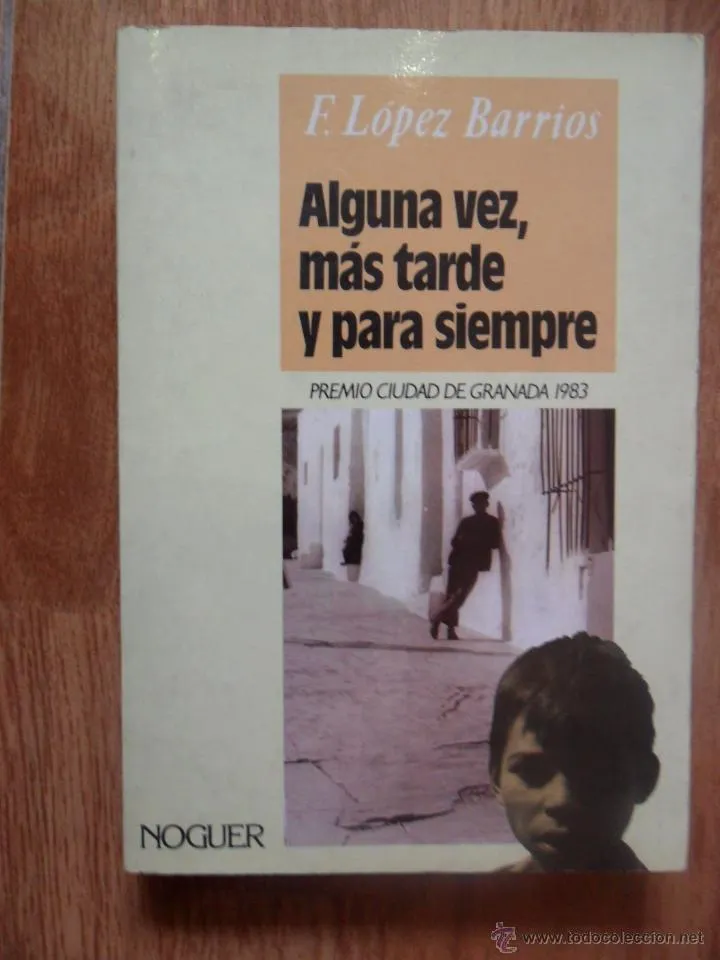 F. López Barrios
Alguna vez,
más tarde
y para siempre
PREMIO CIUDAD DE GRANADA 1983
NOGUER
www.todocoleccion.net